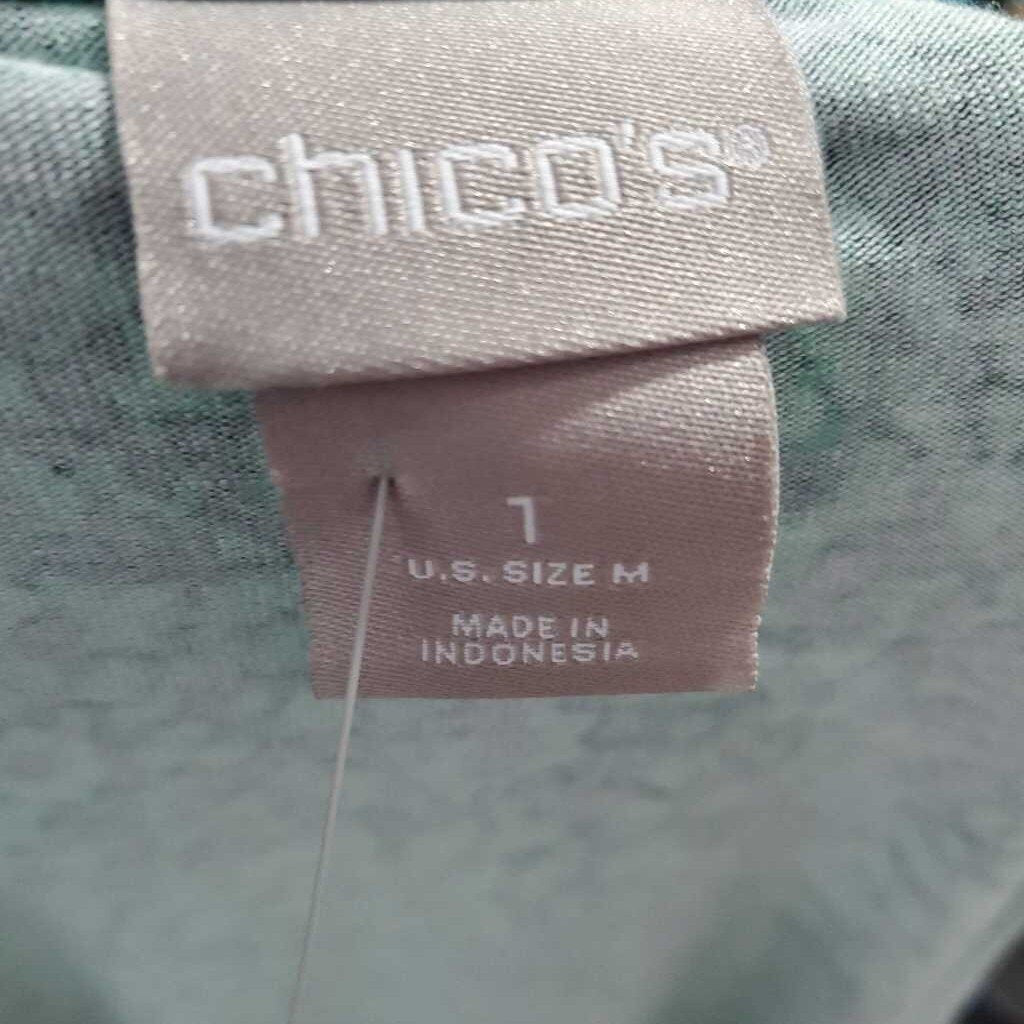 chico's®
1
U.S. SIZE M
MADE IN
INDONESIA